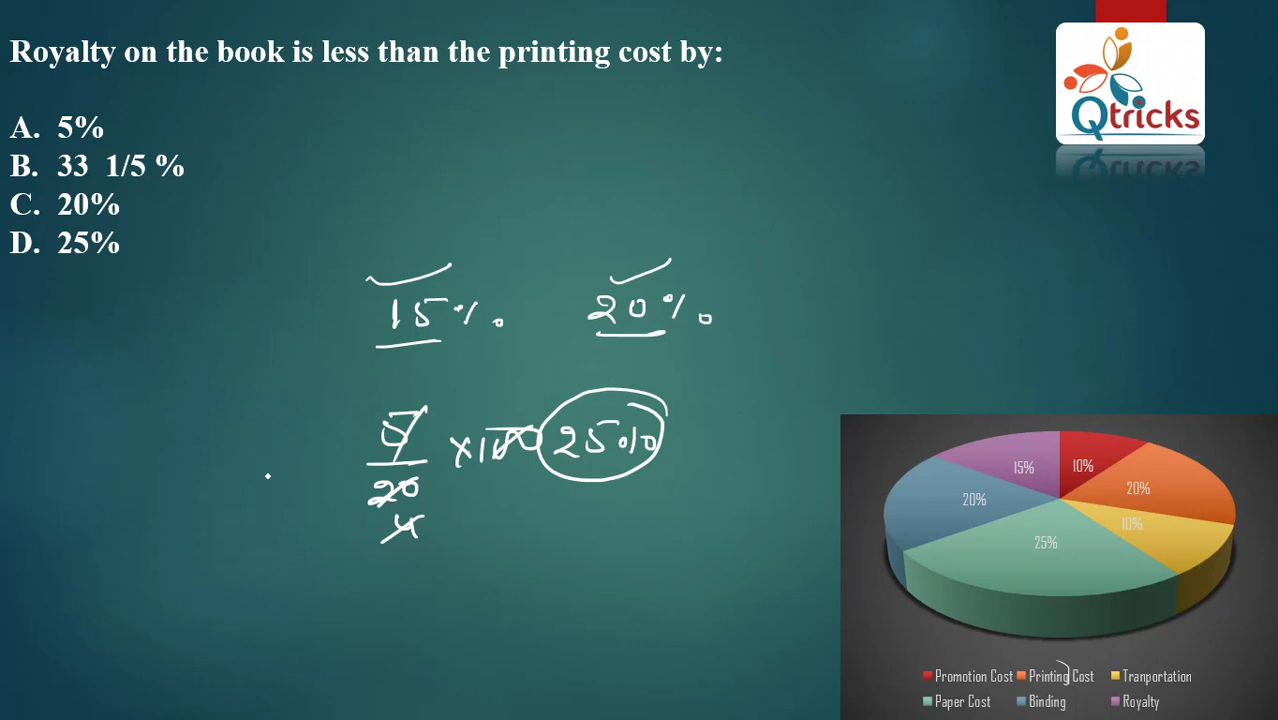 Royalty on the book is less than the printing cost by:
A. 5%
B. 33 1/5 %
C. 20%
D. 25%
Qtricks
15%. 20%.
5/20 × 100 25%
4
15% 10%
20% 20%
10%
25%
Promotion Cost Printing Cost Tranportation
Paper Cost Binding Royalty